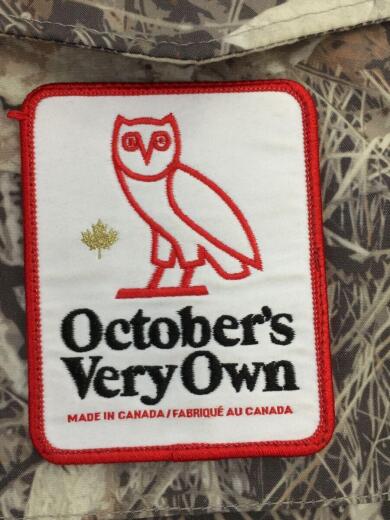 October's
Very Own
MADE IN CANADA/FABRIQUÉ AU CANADA